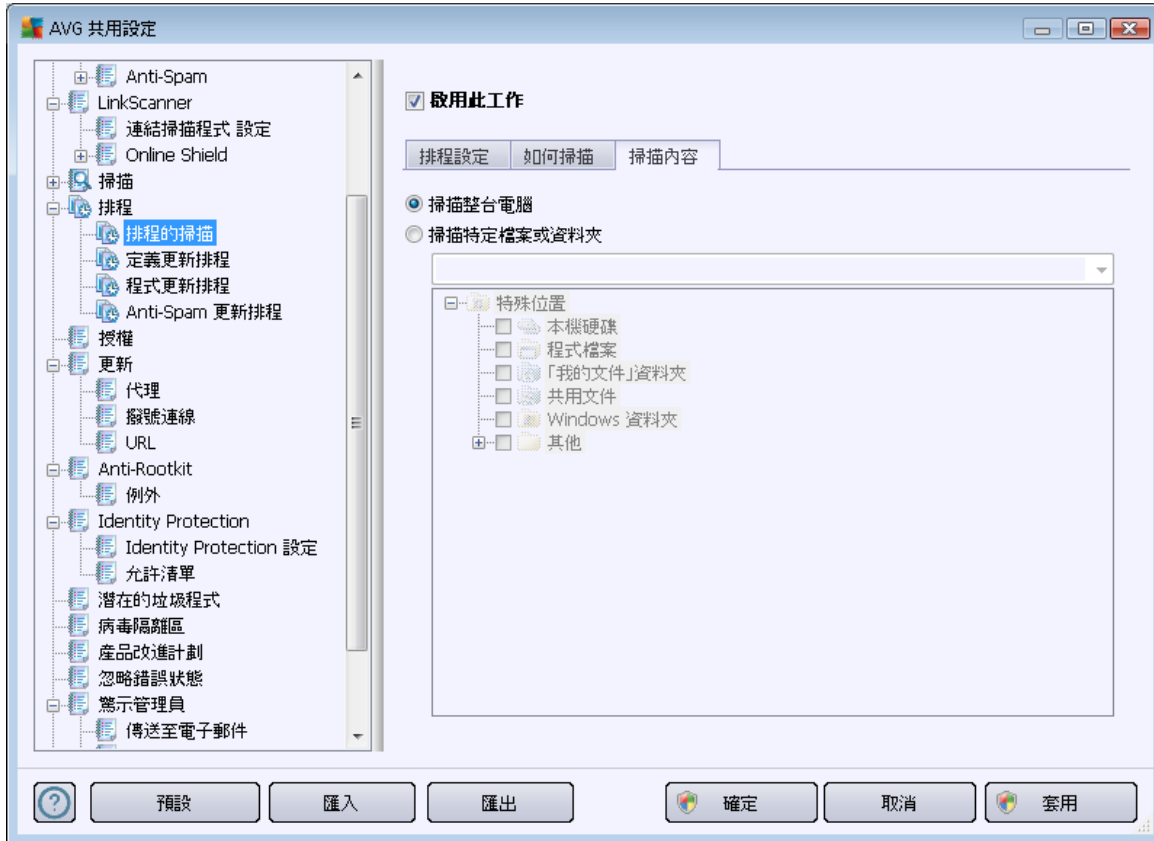 AVG 共用設定
Anti-Spam
LinkScanner
連結掃描程式 設定
Online Shield
掃描
排程
排程的掃描
定義更新排程
程式更新排程
Anti-Spam 更新排程
授權
更新
代理
撥號連線
URL
Anti-Rootkit
例外
Identity Protection
Identity Protection 設定
允許清單
潛在的垃圾程式
病毒隔離區
產品改進計劃
忽略錯誤狀態
警示管理員
傳送至電子郵件
啟用此工作
排程設定 如何掃描 掃描內容
掃描整台電腦
掃描特定檔案或資料夾
特殊位置
本機硬碟
程式檔案
「我的文件」資料夾
共用文件
Windows 資料夾
其他
預設 匯入 匯出 確定 取消 套用